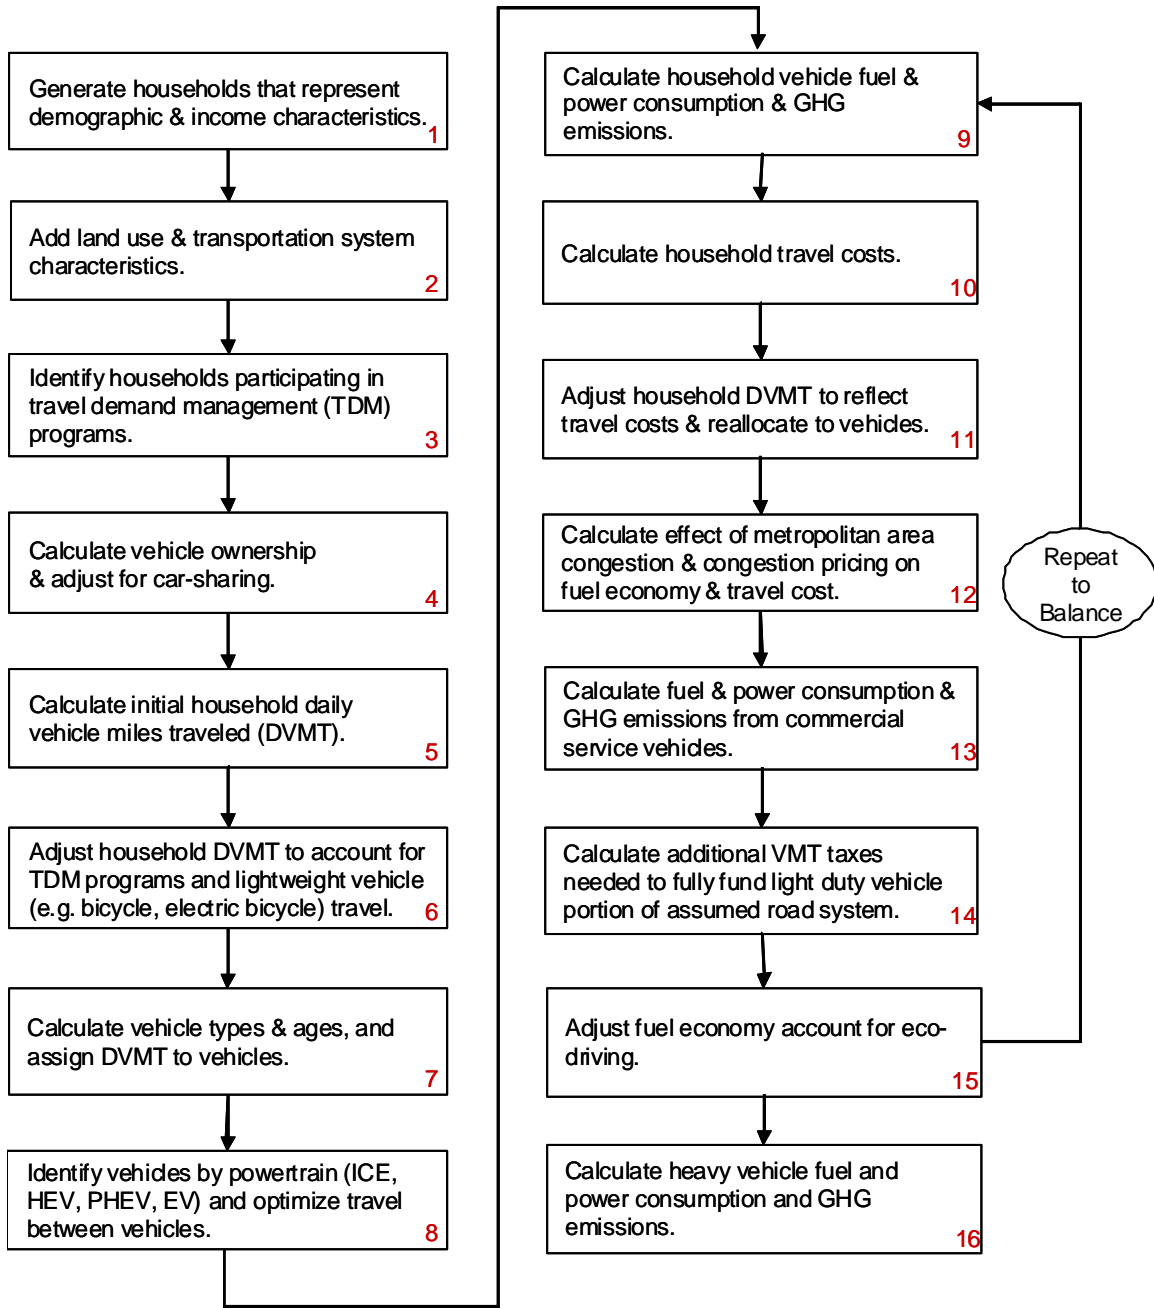 Generate households that represent
demographic & income characteristics.
1
Add land use & transportation system
characteristics.
2
Identify households participating in
travel demand management (TDM)
programs.
3
Calculate vehicle ownership
& adjust for car-sharing.
4
Calculate initial household daily
vehicle miles traveled (DVMT).
5
Adjust household DVMT to account for
TDM programs and lightweight vehicle
(e.g. bicycle, electric bicycle) travel.
6
Calculate vehicle types & ages, and
assign DVMT to vehicles.
7
Identify vehicles by powertrain (ICE,
HEV, PHEV, EV) and optimize travel
between vehicles.
8
Calculate household vehicle fuel &
power consumption & GHG
emissions.
9
Calculate household travel costs.
10
Adjust household DVMT to reflect
travel costs & reallocate to vehicles.
11
Calculate effect of metropolitan area
congestion & congestion pricing on
fuel economy & travel cost.
12
Calculate fuel & power consumption &
GHG emissions from commercial
service vehicles.
13
Calculate additional VMT taxes
needed to fully fund light duty vehicle
portion of assumed road system.
14
Adjust fuel economy account for eco-
driving.
15
Calculate heavy vehicle fuel and
power consumption and GHG
emissions.
16
Repeat
to
Balance